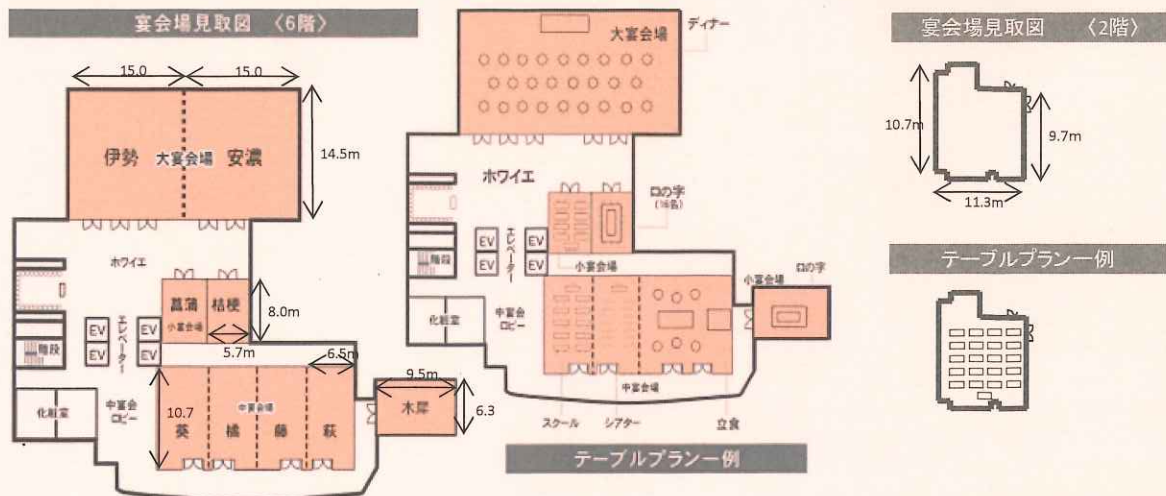 宴会場見取図 〈6階〉
15.0
15.0
伊勢
大宴会場
安濃
14.5m
ホワイエ
EV
EV
エレベーター
EV
EV
階段
菖蒲
桔梗
小宴会場
8.0m
5.7m
6.5m
化粧室
中宴会
ロビー
10.7
中宴会場
葵
橘
藤
萩
9.5m
木犀
6.3
大宴会場
ディナー
ホワイエ
ロの字
(16名)
EV
EV
エレベーター
EV
EV
階段
小宴会場
小宴会場
ロの字
化粧室
中宴会
ロビー
中宴会場
スクール
シアター
立食
テーブルプラン一例
宴会場見取図 〈2階〉
10.7m
9.7m
11.3m
テーブルプラン一例